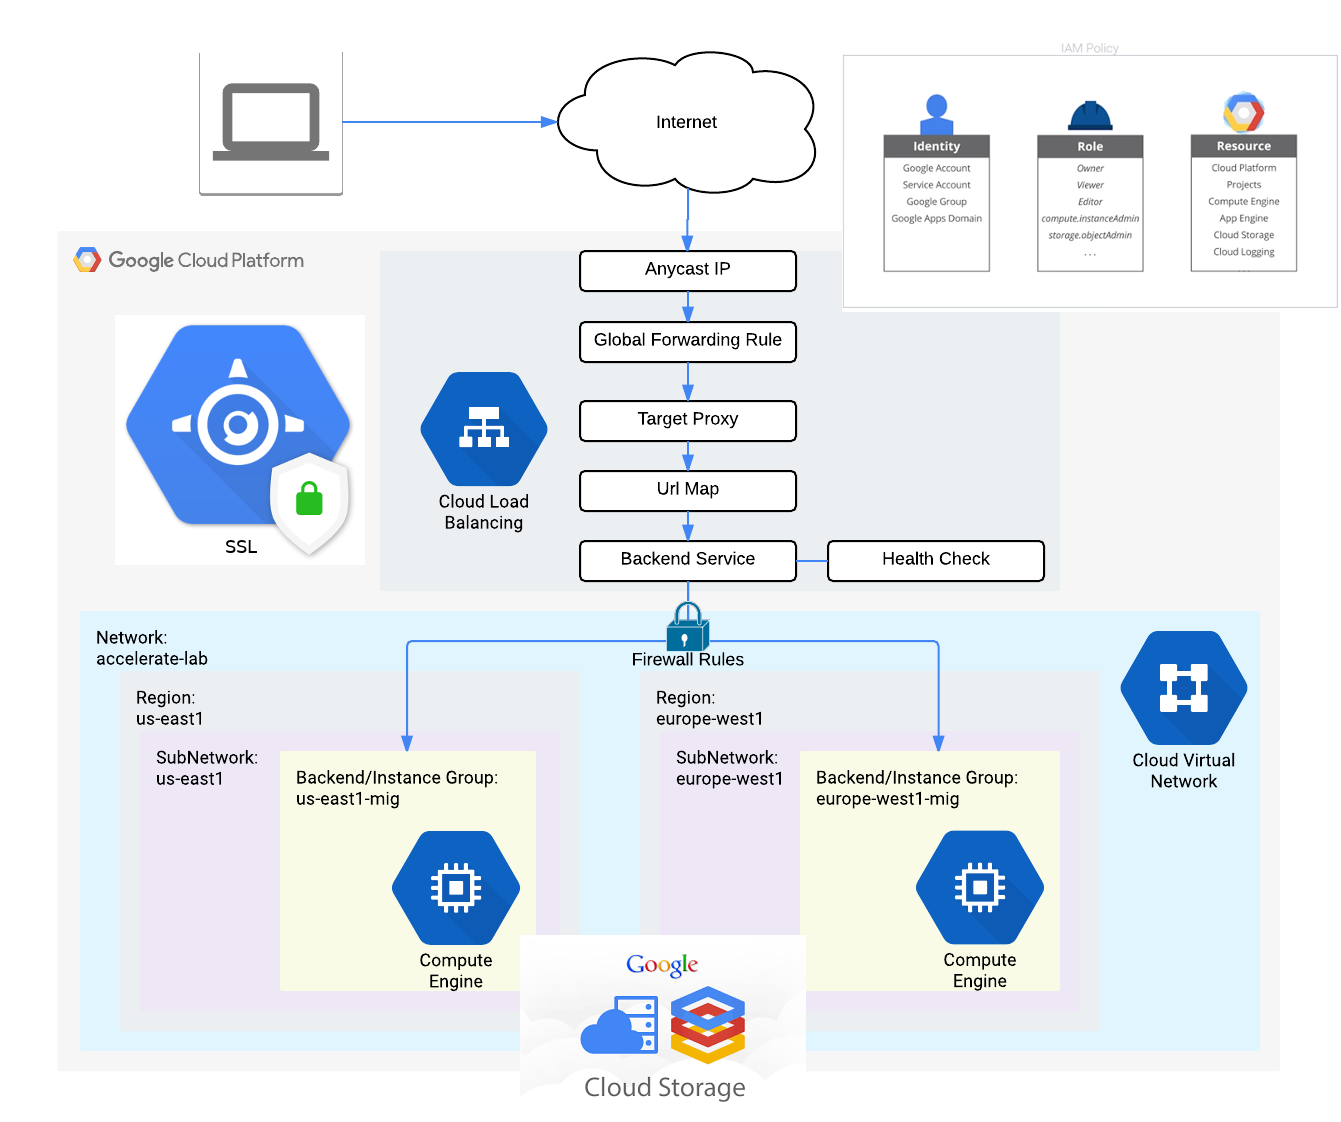 IAM Policy
Internet
Identity
Google Account
Service Account
Google Group
Google Apps Domain
Role
Owner
Viewer
Editor
compute.instanceAdmin
storage.objectAdmin
...
Resource
Cloud Platform
Projects
Compute Engine
App Engine
Cloud Storage
Cloud Logging
...
Google Cloud Platform
Anycast IP
Global Forwarding Rule
Target Proxy
Url Map
Backend Service
Health Check
Cloud Load
Balancing
SSL
Network:
accelerate-lab
Firewall Rules
Region:
us-east1
SubNetwork:
us-east1
Backend/Instance Group:
us-east1-mig
Compute
Engine
Region:
europe-west1
SubNetwork:
europe-west1
Backend/Instance Group:
europe-west1-mig
Compute
Engine
Cloud Virtual
Network
Google
Cloud Storage